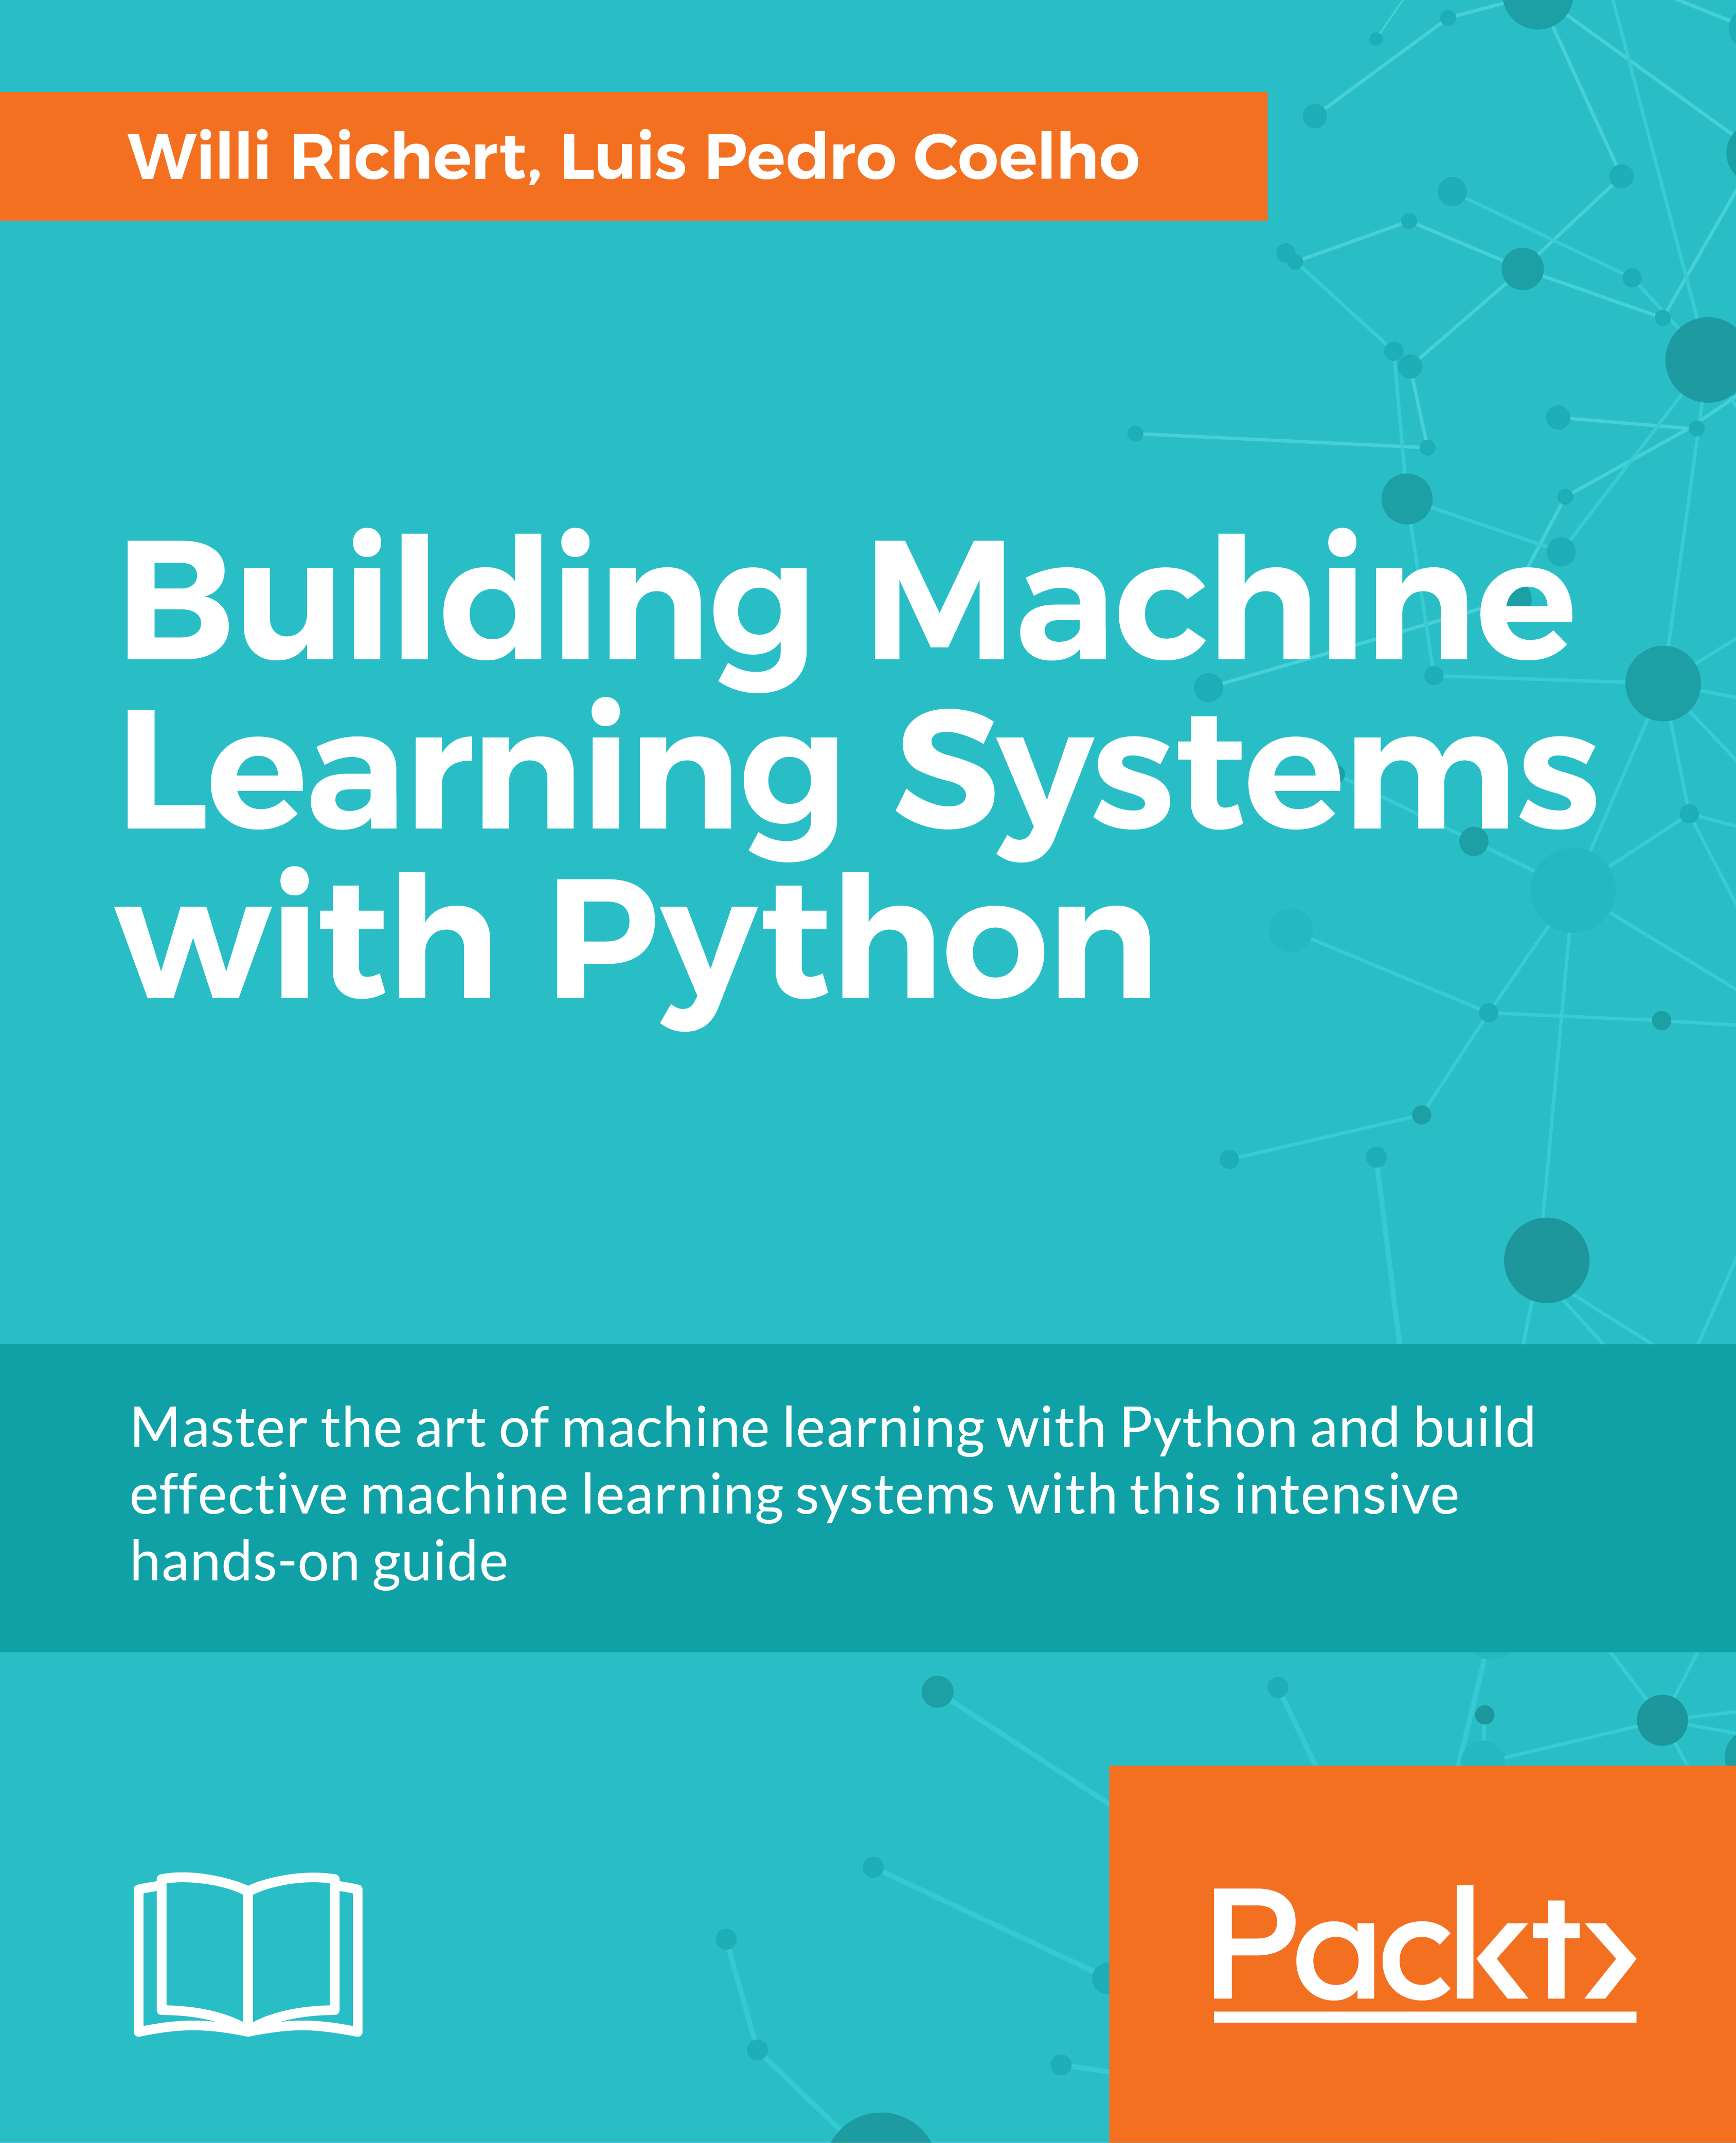 Willi Richert, Luis Pedro Coelho
Building Machine
Learning Systems
with Python
Master the art of machine learning with Python and build
effective machine learning systems with this intensive
hands-on guide
Packt>